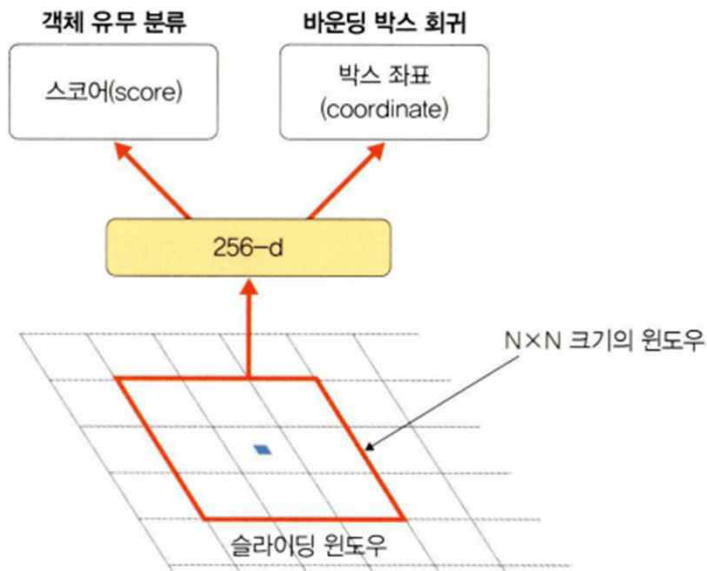 객체 유무 분류
바운딩 박스 회귀
스코어(score)
박스 좌표
(coordinate)
256-d
N×N 크기의 윈도우
슬라이딩 윈도우